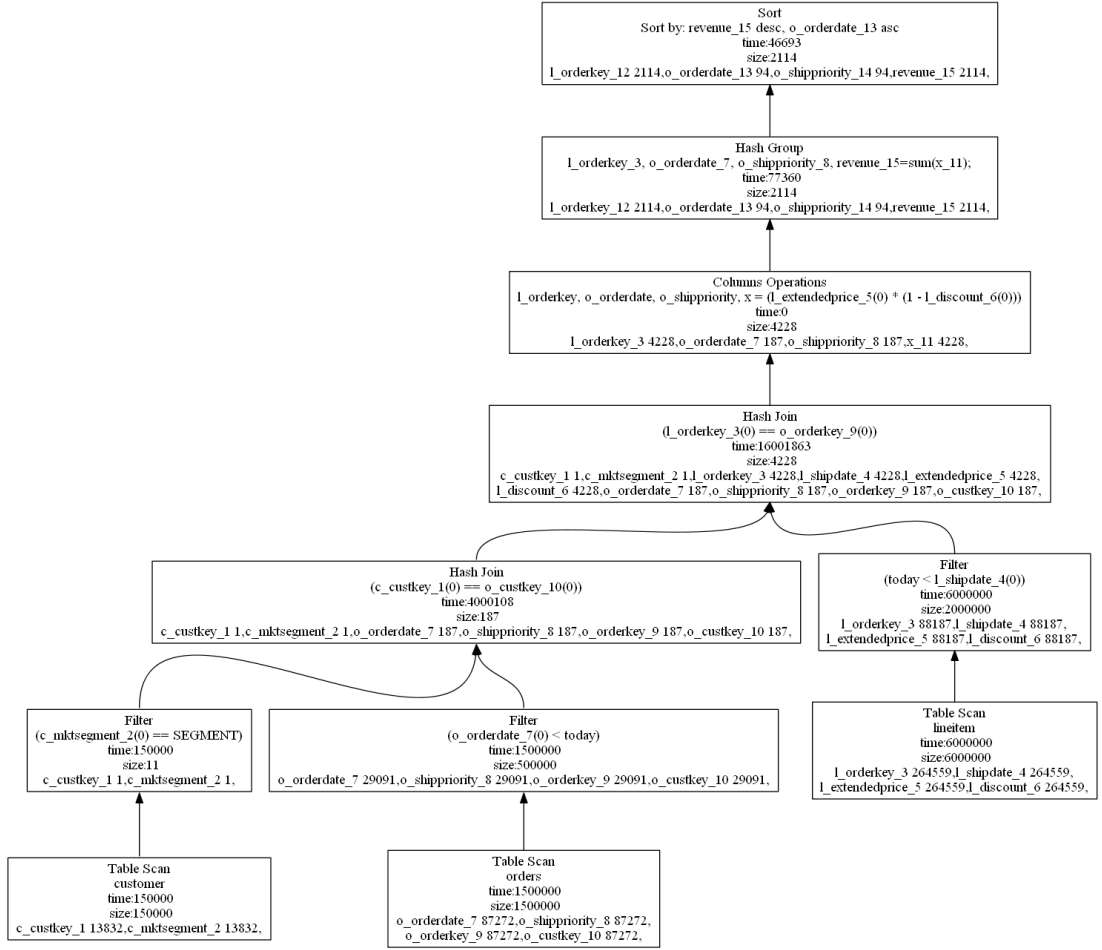 Sort
Sort by: revenue_15 desc, o_orderdate_13 asc
time:46693
size:2114
l_orderkey_12 2114,o_orderdate_13 94,o_shippriority_14 94,revenue_15 2114,
Hash Group
l_orderkey_3, o_orderdate_7, o_shippriority_8, revenue_15=sum(x_11);
time:77360
size:2114
l_orderkey_12 2114,o_orderdate_13 94,o_shippriority_14 94,revenue_15 2114,
Columns Operations
l_orderkey, o_orderdate, o_shippriority, x = (l_extendedprice_5(0) * (1 - l_discount_6(0)))
time:0
size:4228
l_orderkey_3 4228,o_orderdate_7 187,o_shippriority_8 187,x_11 4228,
Hash Join
(l_orderkey_3(0) == o_orderkey_9(0))
time:16001863
size:4228
c_custkey_1 1,c_mktsegment_2 1,l_orderkey_3 4228,l_shipdate_4 4228,l_extendedprice_5 4228,
l_discount_6 4228,o_orderdate_7 187,o_shippriority_8 187,o_orderkey_9 187,o_custkey_10 187,
Hash Join
(c_custkey_1(0) == o_custkey_10(0))
time:4000108
size:187
c_custkey_1 1,c_mktsegment_2 1,o_orderdate_7 187,o_shippriority_8 187,o_orderkey_9 187,o_custkey_10 187,
Filter
(today < l_shipdate_4(0))
time:6000000
size:2000000
l_orderkey_3 88187,l_shipdate_4 88187,
l_extendedprice_5 88187,l_discount_6 88187,
Filter
(c_mktsegment_2(0) == SEGMENT)
time:150000
size:11
c_custkey_1 1,c_mktsegment_2 1,
Filter
(o_orderdate_7(0) < today)
time:1500000
size:500000
o_orderdate_7 29091,o_shippriority_8 29091,o_orderkey_9 29091,o_custkey_10 29091,
Table Scan
lineitem
time:6000000
size:6000000
l_orderkey_3 264559,l_shipdate_4 264559,
l_extendedprice_5 264559,l_discount_6 264559,
Table Scan
customer
time:150000
size:150000
c_custkey_1 13832,c_mktsegment_2 13832,
Table Scan
orders
time:1500000
size:1500000
o_orderdate_7 87272,o_shippriority_8 87272,
o_orderkey_9 87272,o_custkey_10 87272,